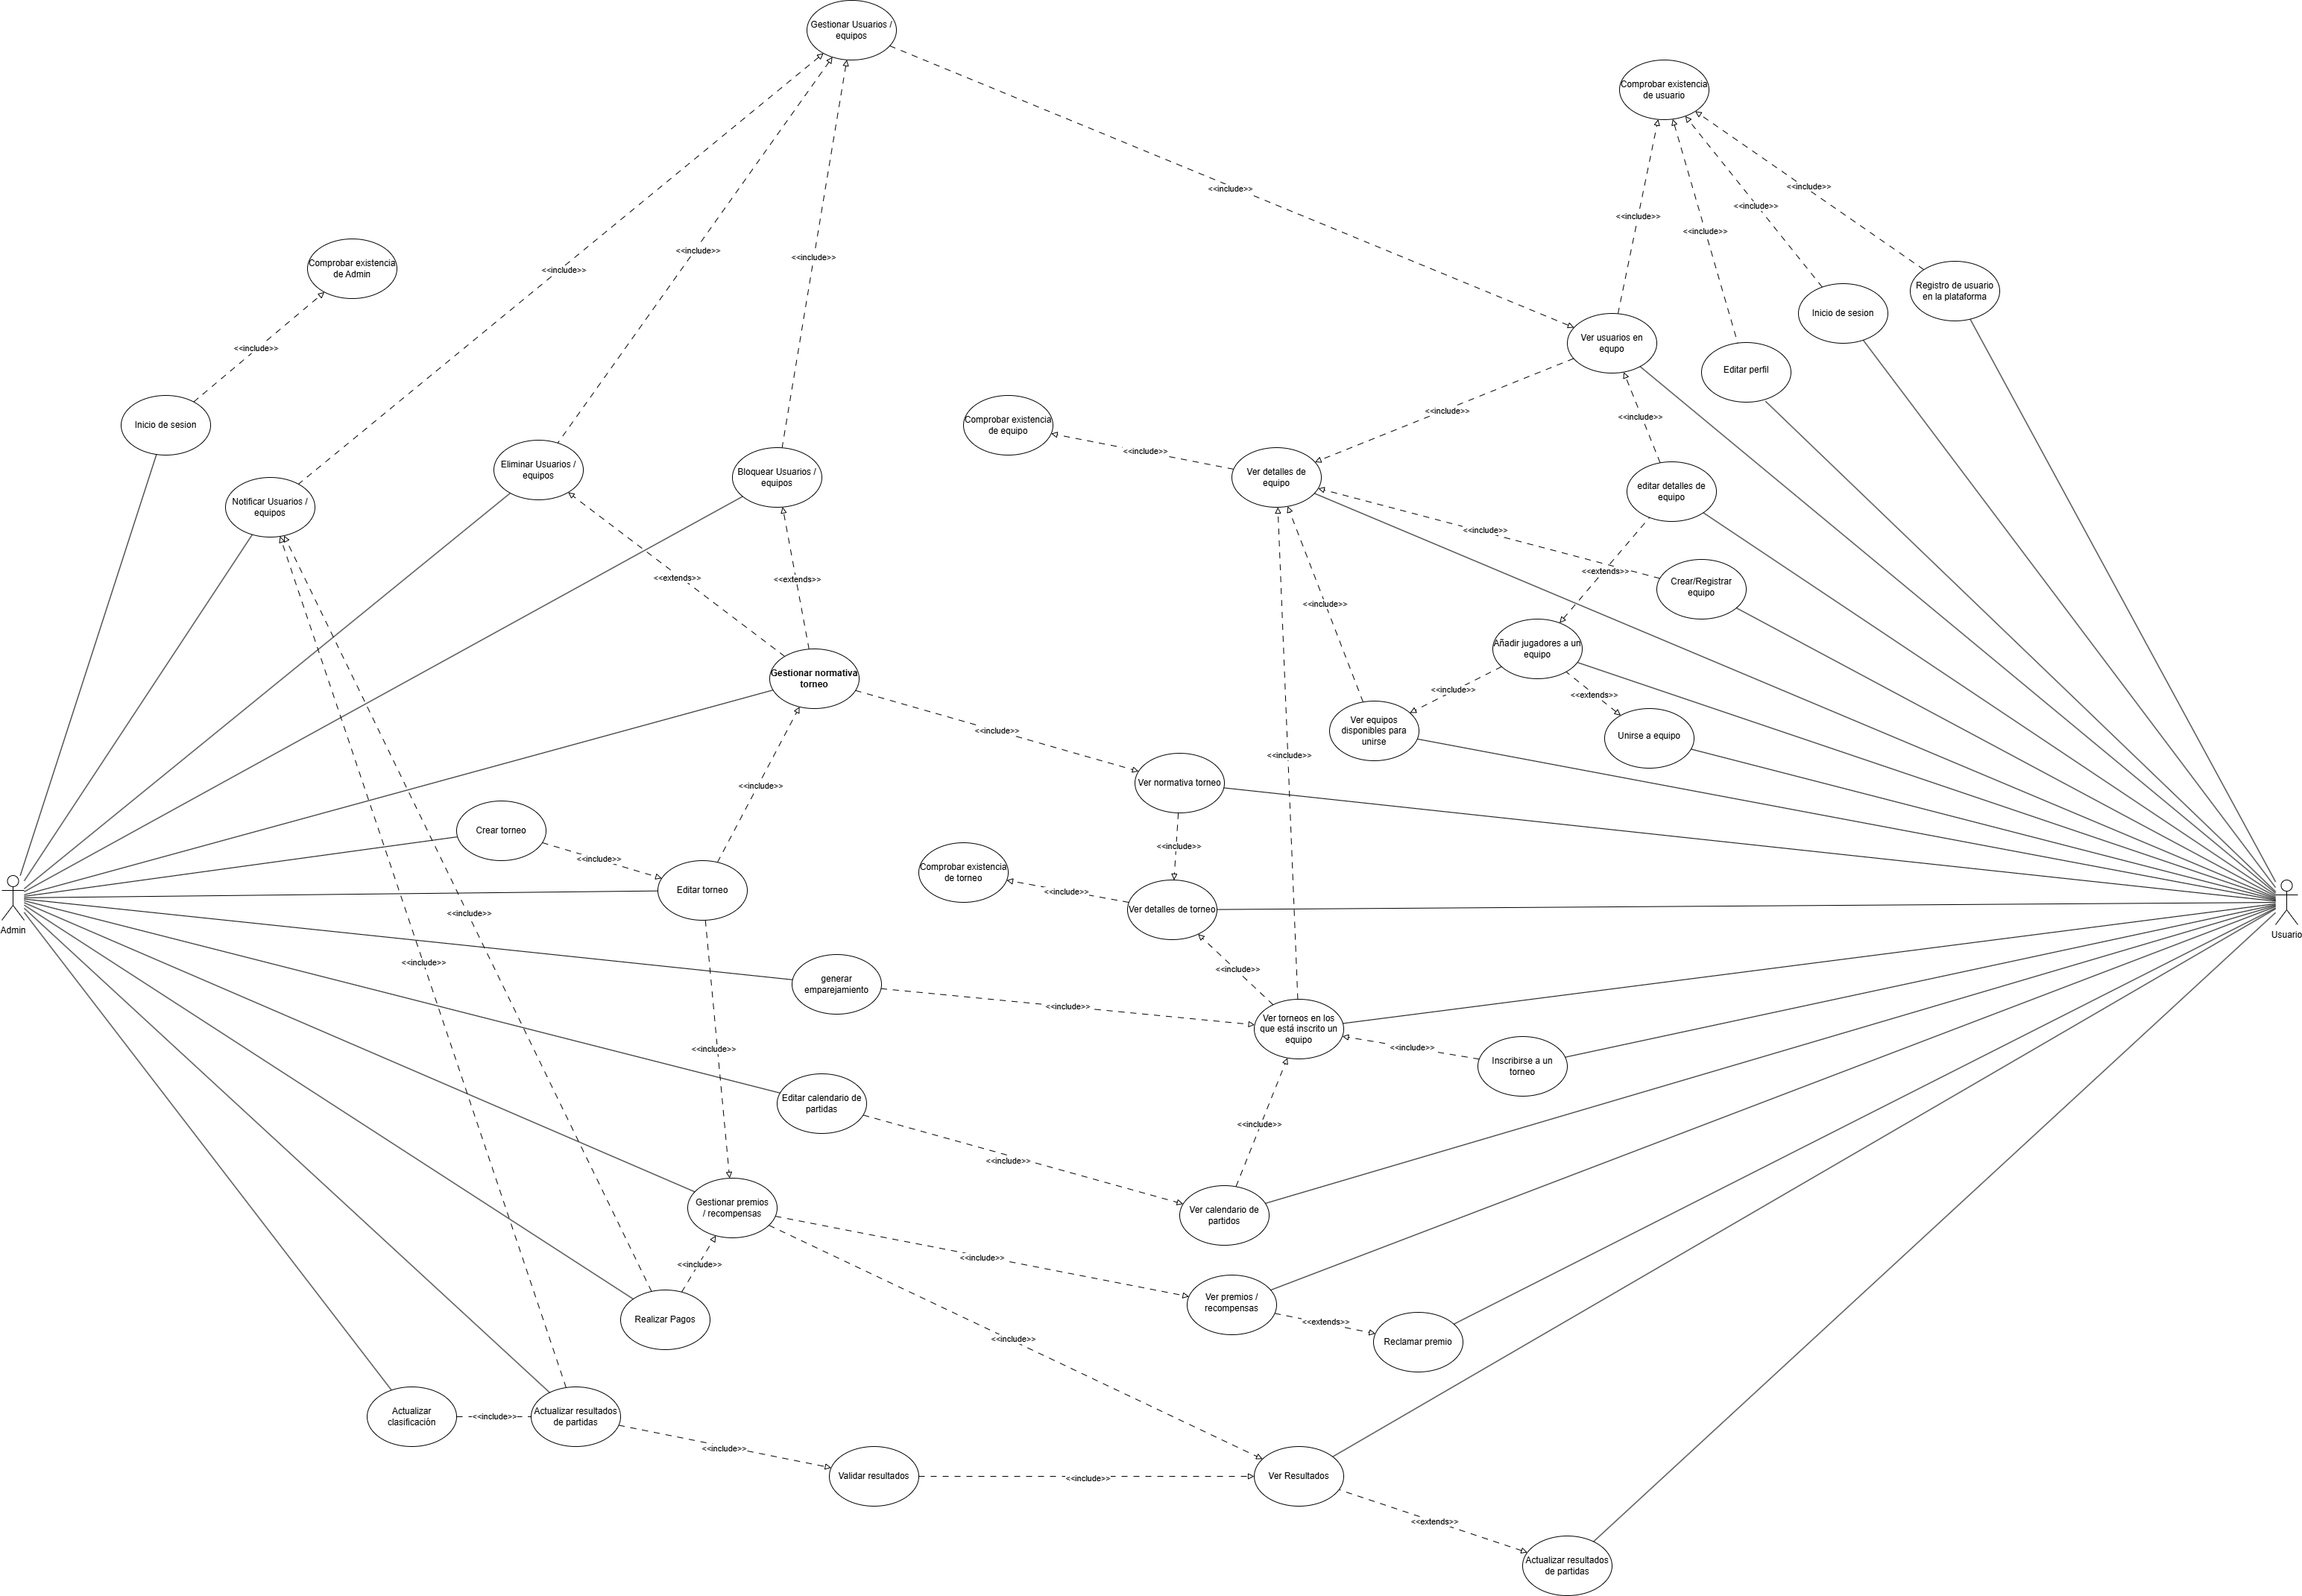 Gestionar Usuarios /
equipos
Comprobar existencia
de usuario
<<include>>
<<include>>
<<include>>
<<include>>
<<include>>
<<include>>
<<include>>
<<include>>
Comprobar existencia
de Admin
Registro de usuario
en la plataforma
Inicio de sesion
Ver usuarios en
equpo
<<include>>
Editar perfil
<<include>>
<<include>>
Comprobar existencia
de equipo
Inicio de sesion
<<include>>
Eliminar Usuarios /
equipos
Bloquear Usuarios /
equipos
Ver detalles de
equipo
editar detalles de
equipo
Notificar Usuarios /
equipos
<<include>>
<<extends>>
<<extends>>
<<extends>>
Crear/Registrar
equipo
<<include>>
Añadir jugadores a un
equipo
Gestionar normativa
torneo
<<include>>
<<extends>>
Ver equipos
disponibles para
unirse
Unirse a equipo
<<include>>
<<include>>
Ver normativa torneo
<<include>>
Crear torneo
<<include>>
<<include>>
Comprobar existencia
de torneo
Editar torneo
<<include>>
Ver detalles de torneo
<<include>>
Admin
Usuario
<<include>>
<<include>>
generar
emparejamiento
<<include>>
Ver torneos en los
que está inscrito un
equipo
<<include>>
<<include>>
Inscribirse a un
torneo
Editar calendario de
partidas
<<include>>
<<include>>
Gestionar premios
/ recompensas
Ver calendario de
partidos
<<include>>
<<include>>
Ver premios /
recompensas
Realizar Pagos
<<extends>>
<<include>>
Reclamar premio
Actualizar
clasificación
<<include>>
Actualizar resultados
de partidas
<<include>>
Validar resultados
<<include>>
Ver Resultados
<<extends>>
Actualizar resultados
de partidas